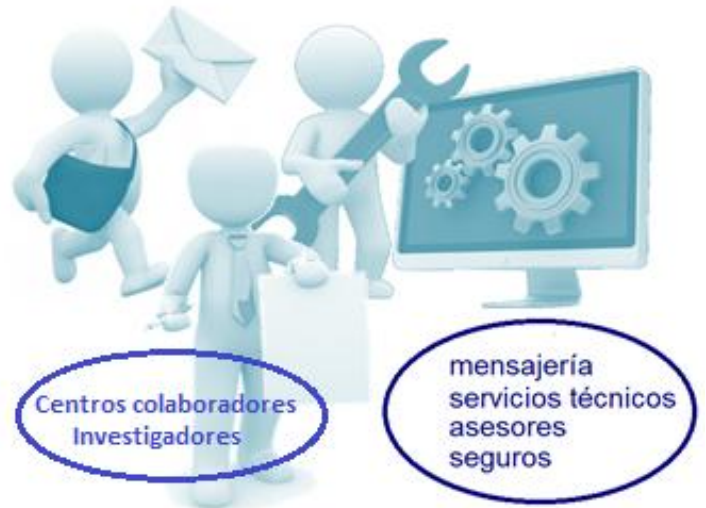 Centros colaboradores
Investigadores
mensajería
servicios técnicos
asesores
seguros